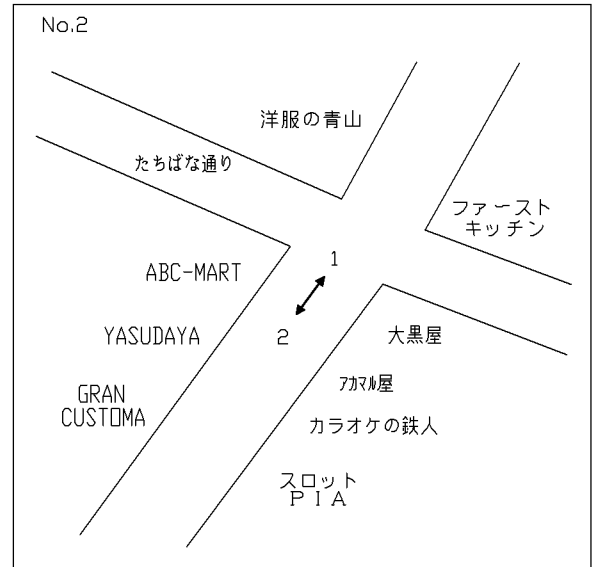 No.2
洋服の青山
たちばな通り
ファースト
キッチン
1
ABC-MART
2
YASUDAYA
大黒屋
アカマル屋
GRAN
CUSTOMA
カラオケの鉄人
スロット
PIA